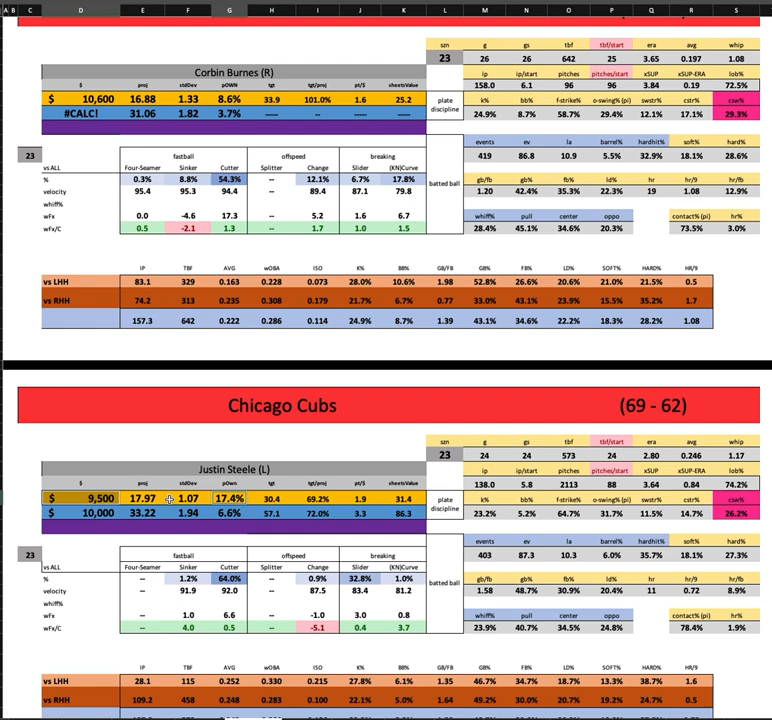 A B C D E F G H I J K L M N O P Q R S
szn g gs tbf tbf/start era avg whip
23 26 26 642 25 3.65 0.197 1.08
Corbin Burnes (R) ip ip/start pitches pitches/start xSUP xSUP-ERA lob%
158.0 6.1 96 96 3.84 0.19 72.5%
$ proj stdDev pOWN tgt tgt/proj pt/$ sheetsValue
$ 10,600 16.88 1.33 8.6% 33.9 101.0% 1.6 25.2
plate discipline k% bb% f-strike% o-swing% (pi) swstr% cstr% csw%
#CALC! 31.06 1.82 3.7% ---- ---- ---- ----
24.9% 8.7% 58.7% 29.4% 12.1% 17.1% 29.3%
events ev la barrel% hardhit% soft% hard%
23 fastball offspeed breaking 419 86.8 10.9 5.5% 32.9% 18.1% 28.6%
vs ALL Four-Seamer Sinker Cutter Splitter Change Slider (KN)Curve
% 0.3% 8.8% 54.3% -- 12.1% 6.7% 17.8% batted ball gb/fb gb% fb% ld% hr hr/9 hr/fb
velocity 95.4 95.3 94.4 -- 89.4 87.1 79.8 1.20 42.4% 35.3% 22.3% 19 1.08 12.9%
whiff%
wFx 0.0 -4.6 17.3 5.2 1.6 6.7 whiff% pull center oppo contact% (pi) hr%
wFx/C 0.5 -2.1 1.3 -- 1.7 1.0 1.5 28.4% 45.1% 34.6% 20.3% 73.5% 3.0%
IP TBF AVG wOBA ISO K% BB% GB/FB GB% FB% LD% SOFT% HARD% HR/9
vs LHH 83.1 329 0.163 0.228 0.073 28.0% 10.6% 1.98 52.8% 26.6% 20.6% 21.0% 21.5% 0.5
vs RHH 74.2 313 0.235 0.308 0.179 21.7% 6.7% 0.77 33.0% 43.1% 23.9% 15.5% 35.2% 1.7
157.3 642 0.222 0.286 0.114 24.9% 8.7% 1.39 43.1% 34.6% 22.2% 18.3% 28.2% 1.08
Chicago Cubs (69 - 62)
szn g gs tbf tbf/start era avg whip
23 24 24 573 24 2.80 0.246 1.17
Justin Steele (L) ip ip/start pitches pitches/start xSUP xSUP-ERA lob%
$ proj stdDev pOwn tgt tgt/proj pt/$ sheetsValue
138.0 5.8 2113 88 3.64 0.84 74.2%
$ 9,500 17.97 1.07 17.4% 30.4 69.2% 1.9 31.4
plate discipline k% bb% f-strike% o-swing% (pi) swstr% cstr% csw%
$ 10,000 33.22 1.94 6.6% 57.1 72.0% 3.3 86.3
23.2% 5.2% 64.7% 31.7% 11.5% 14.7% 26.2%
events ev la barrel% hardhit% soft% hard%
23 fastball offspeed breaking 403 87.3 10.3 6.0% 35.7% 18.1% 27.3%
vs ALL Four-Seamer Sinker Cutter Splitter Change Slider (KN)Curve
% -- 1.2% 64.0% -- 0.9% 32.8% 1.0% batted ball gb/fb gb% fb% ld% hr hr/9 hr/fb
velocity -- 91.9 92.0 -- 87.5 83.4 81.2 1.58 48.7% 30.9% 20.4% 11 0.72 8.9%
whiff%
wFx 1.0 6.6 -1.0 3.0 0.8 whiff% pull center oppo contact% (pi) hr%
wFx/C -- 4.0 0.5 -- -5.1 0.4 3.7 23.9% 40.7% 34.5% 24.8% 78.4% 1.9%
IP TBF AVG wOBA ISO K% BB% GB/FB GB% FB% LD% SOFT% HARD% HR/9
vs LHH 28.1 115 0.252 0.330 0.215 27.8% 6.1% 1.35 46.7% 34.7% 18.7% 13.3% 38.7% 1.6
vs RHH 109.2 458 0.248 0.283 0.100 22.1% 5.0% 1.64 49.2% 30.0% 20.7% 19.2% 24.7% 0.5